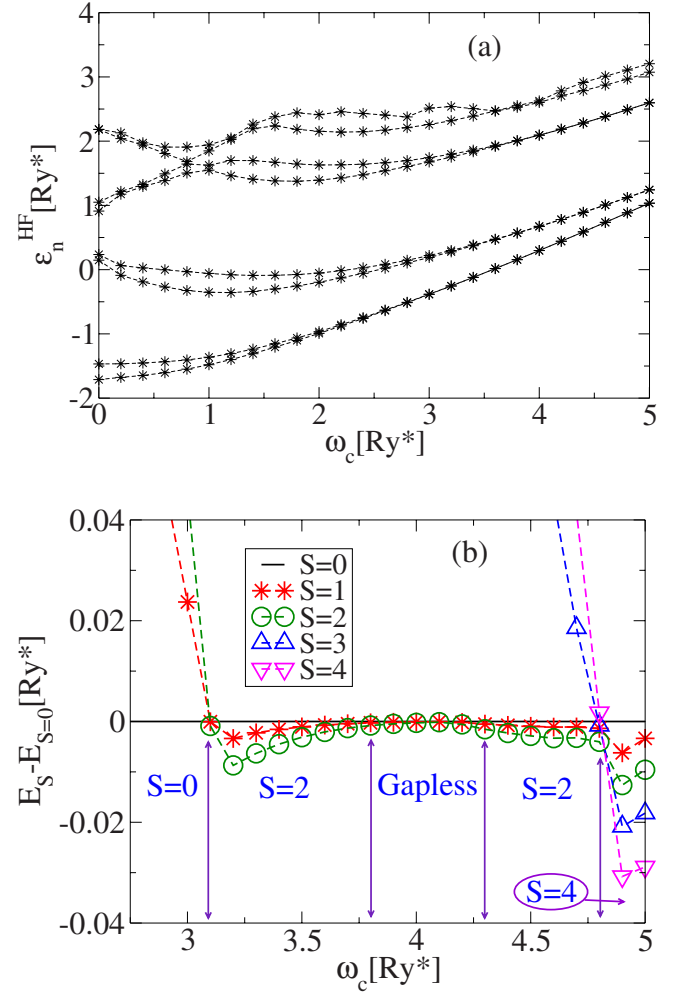 (a)
ε_n^HF [Ry*]
4
3
2
1
0
-1
-2
0 1 2 3 4 5
ω_c[Ry*]
(b)
E_S-E_S=0[Ry*]
0.04
0.02
0
-0.02
-0.04
S=0
S=1
S=2
S=3
S=4
S=0 S=2 Gapless S=2
S=4
3 3.5 4 4.5 5
ω_c[Ry*]